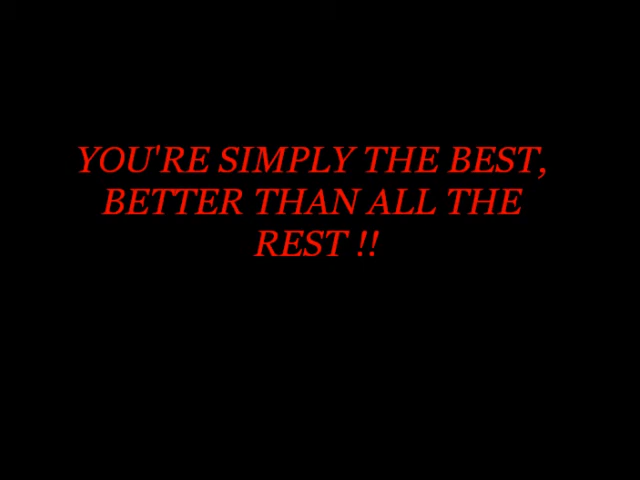 YOU'RE SIMPLY THE BEST,
BETTER THAN ALL THE
REST !!